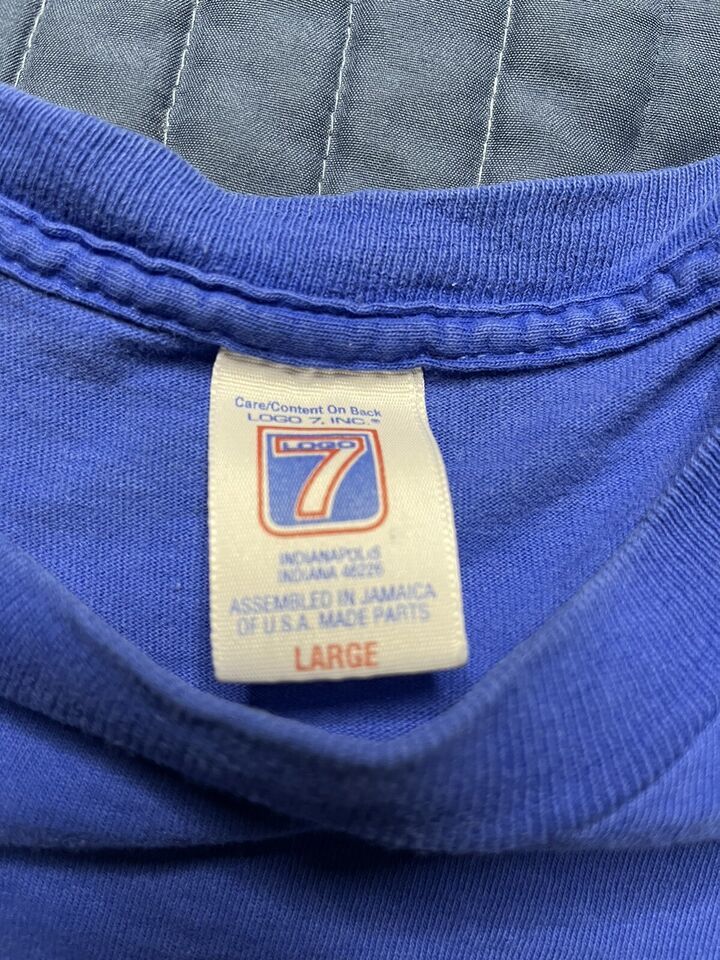 Care/Content On Back
LOGO 7, INC.®
LOGO
7
INDIANAPOLIS
INDIANA 46226
ASSEMBLED IN JAMAICA
OF U.S.A. MADE PARTS
LARGE